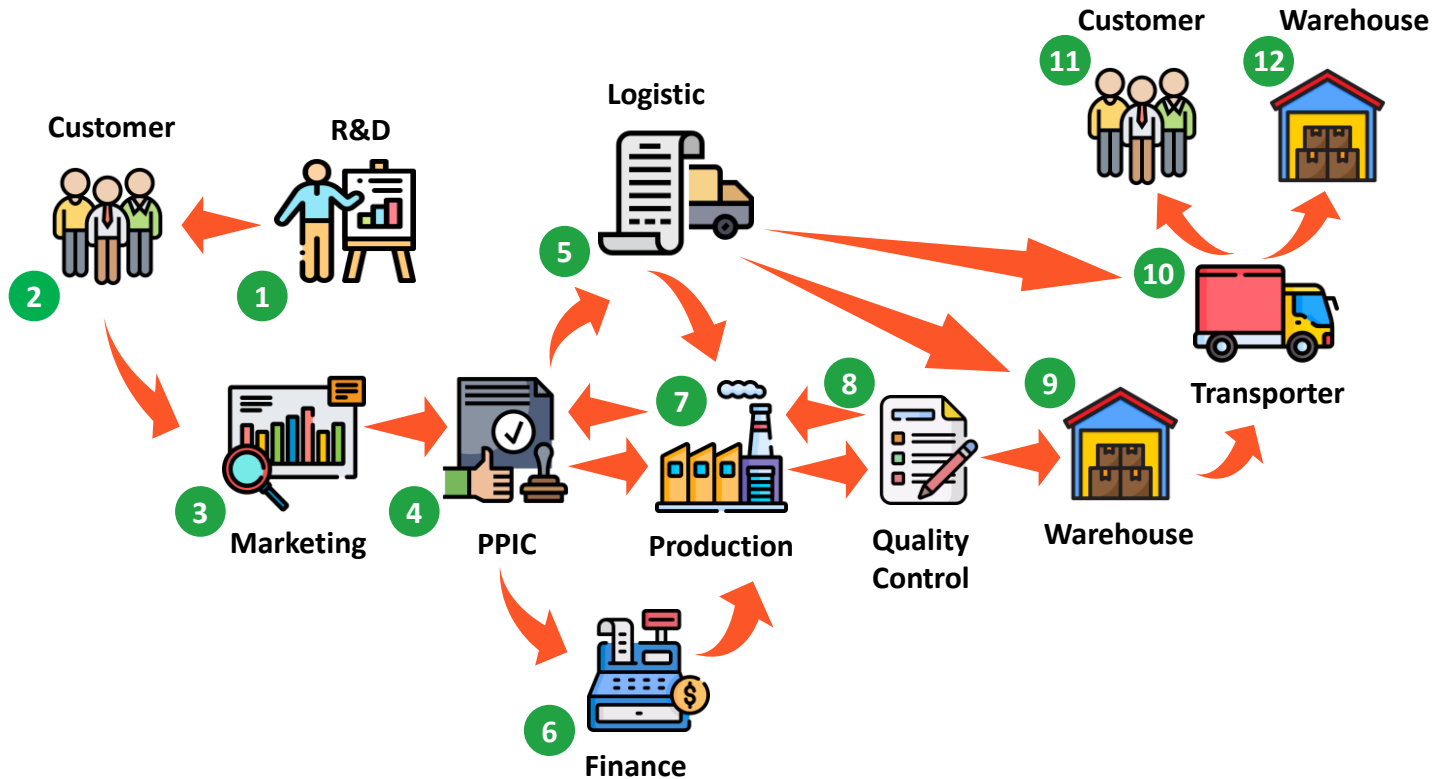 Customer
Warehouse
11
12
Logistic
Customer
R&D
5
10
2
1
Transporter
7
8
9
3
4
Marketing
PPIC
Production
Quality
Control
Warehouse
$
6
Finance